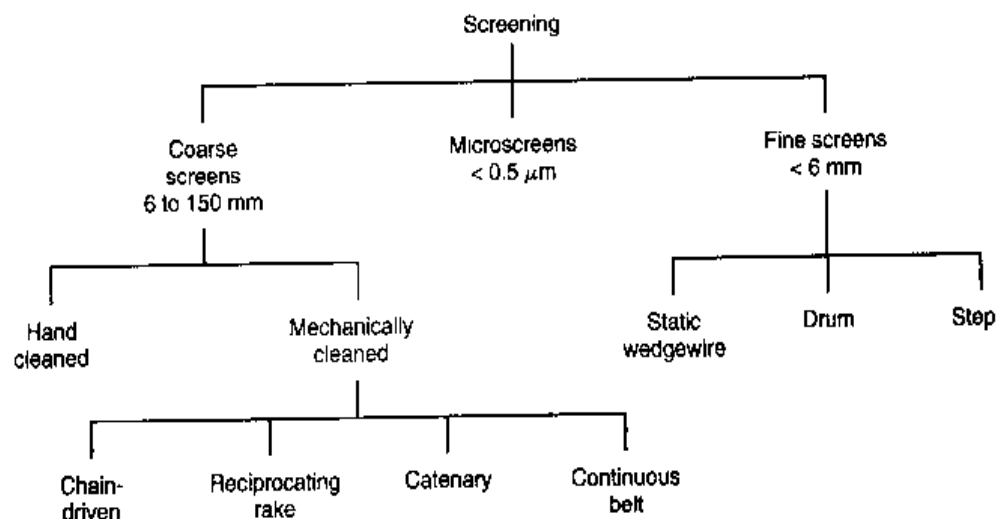 Screening
Coarse
screens
6 to 150 mm
Microscreens
< 0.5 μm
Fine screens
< 6 mm
Hand
cleaned
Mechanically
cleaned
Static
wedgewire
Drum
Step
Chain-
driven
Reciprocating
rake
Catenary
Continuous
belt